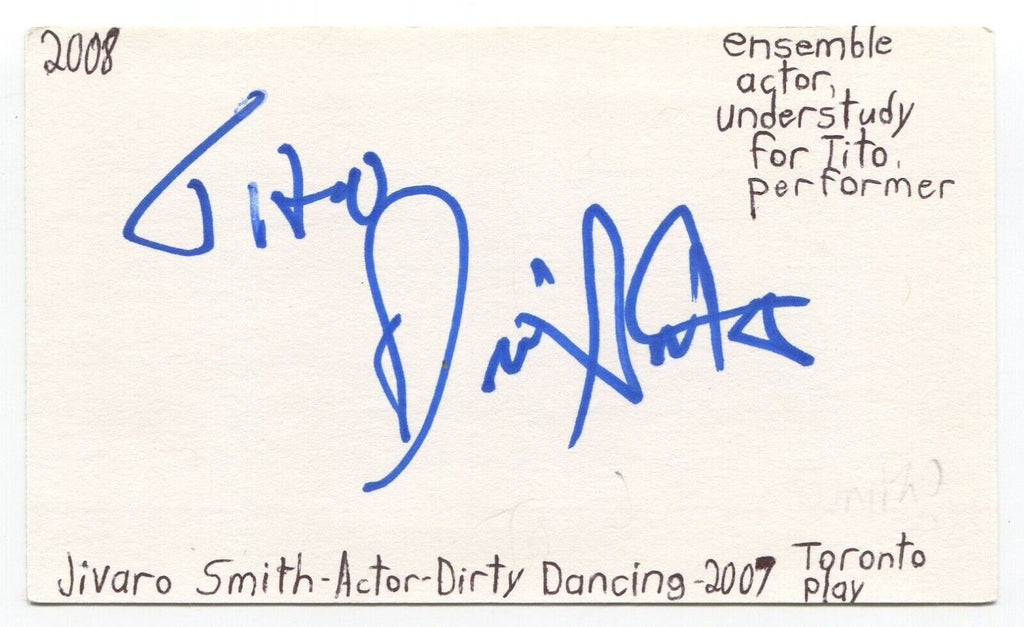 2008
ensemble
actor,
understudy
for Tito,
performer
Jivaro Smith-Actor-Dirty Dancing-2007 Toronto
play